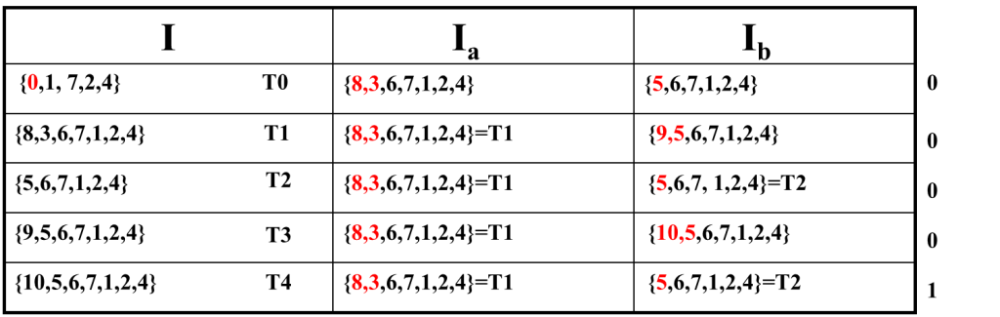 I Ia Ib
{0,1, 7,2,4} T0 {8,3,6,7,1,2,4} {5,6,7,1,2,4} 0
{8,3,6,7,1,2,4} T1 {8,3,6,7,1,2,4}=T1 {9,5,6,7,1,2,4} 0
{5,6,7,1,2,4} T2 {8,3,6,7,1,2,4}=T1 {5,6,7, 1,2,4}=T2 0
{9,5,6,7,1,2,4} T3 {8,3,6,7,1,2,4}=T1 {10,5,6,7,1,2,4} 0
{10,5,6,7,1,2,4} T4 {8,3,6,7,1,2,4}=T1 {5,6,7,1,2,4}=T2 1